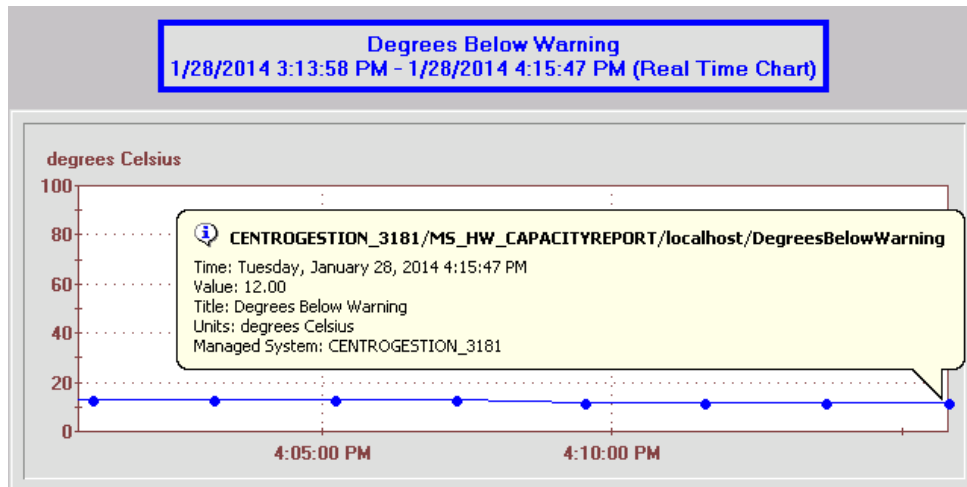 Degrees Below Warning
1/28/2014 3:13:58 PM - 1/28/2014 4:15:47 PM (Real Time Chart)
degrees Celsius
100
80
60
40
20
0
CENTROGESTION_3181/MS_HW_CAPACITYREPORT/localhost/DegreesBelowWarning
Time: Tuesday, January 28, 2014 4:15:47 PM
Value: 12.00
Title: Degrees Below Warning
Units: degrees Celsius
Managed System: CENTROGESTION_3181
4:05:00 PM
4:10:00 PM